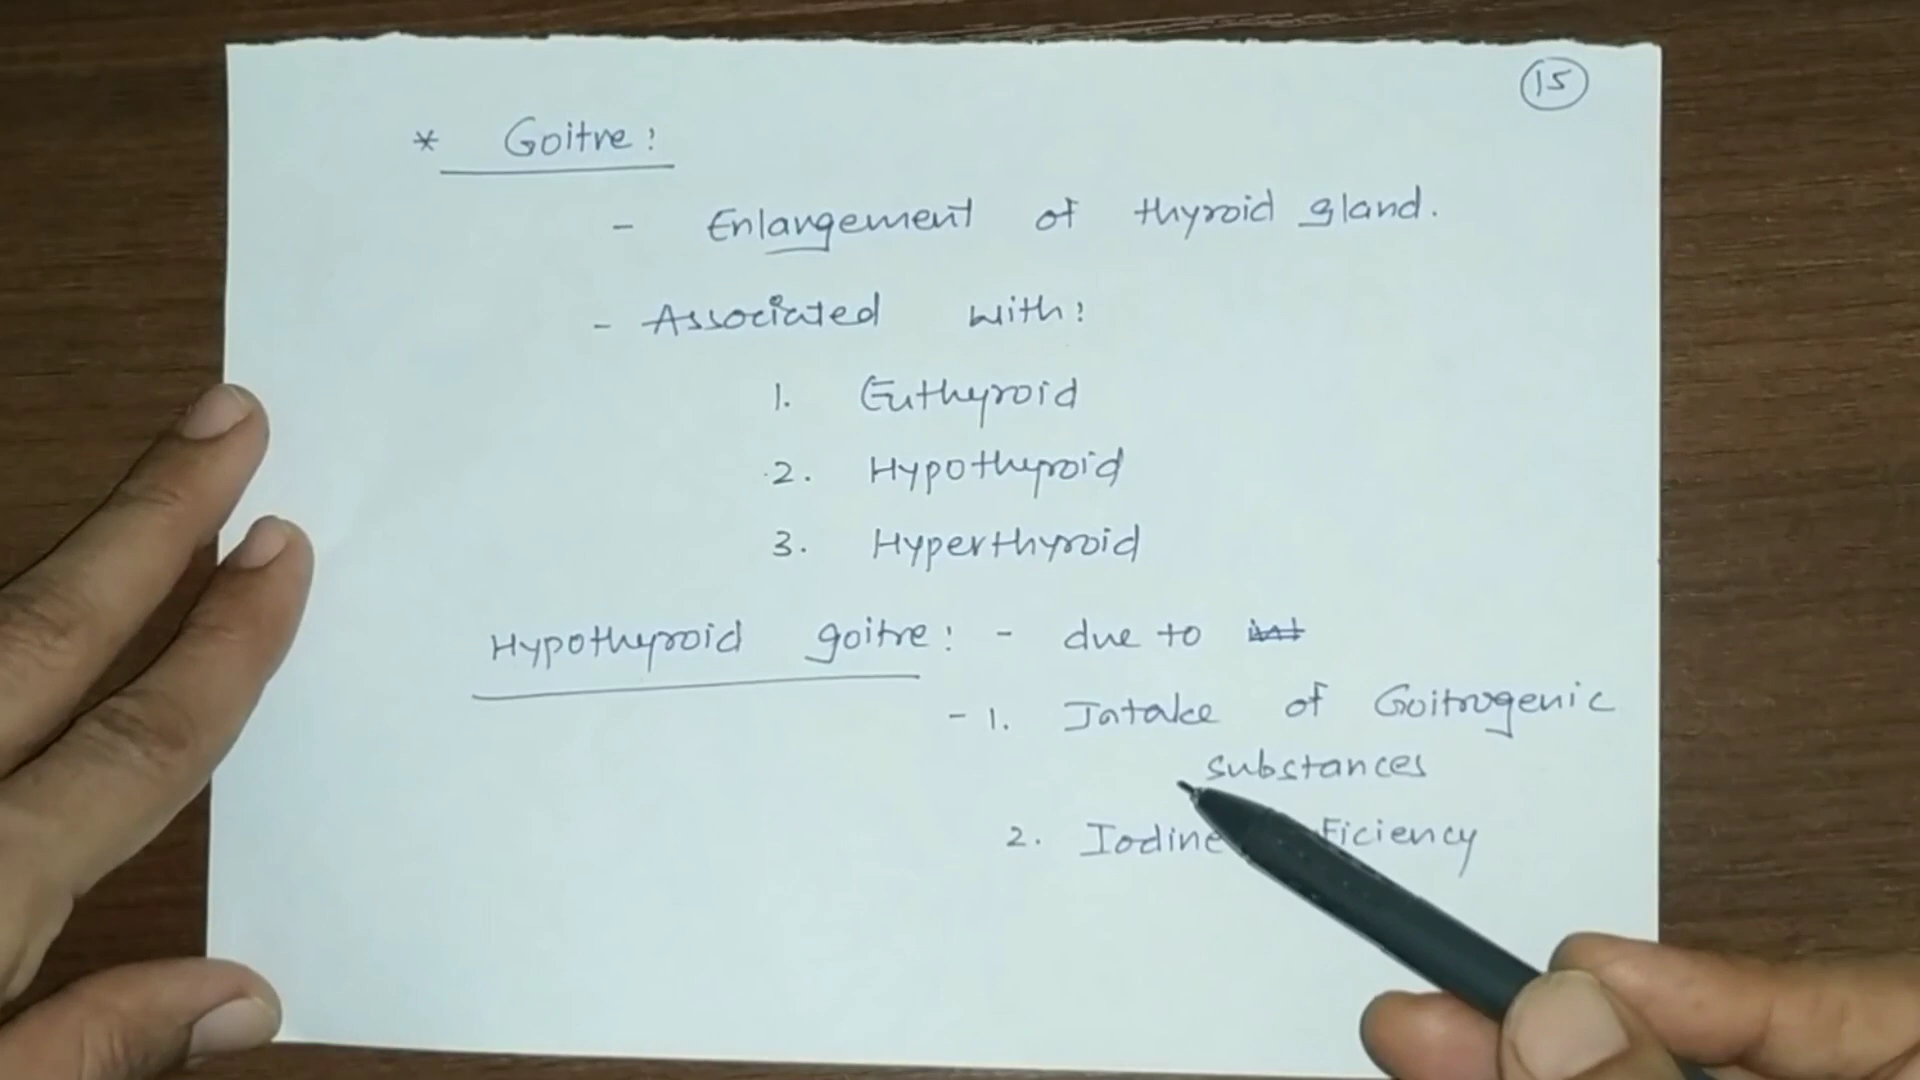 15
* Goitre:
- Enlargement of thyroid gland.
- Associated with:
1. Euthyroid
2. Hypothyroid
3. Hyperthyroid
Hypothyroid goitre: - due to
- 1. Intake of Goitrogenic
substances
2. Iodine ficiency